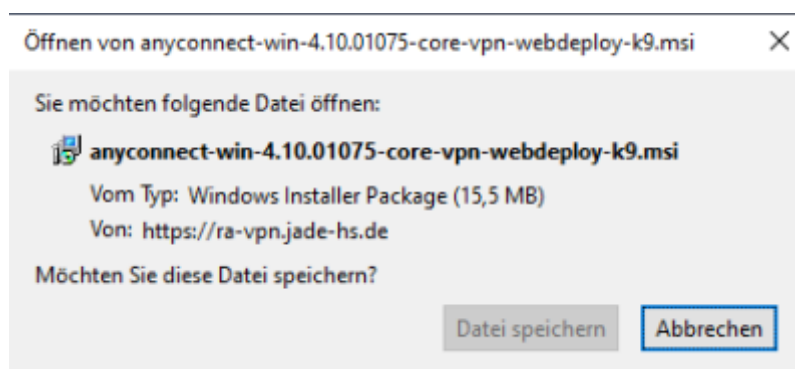 Öffnen von anyconnect-win-4.10.01075-core-vpn-webdeploy-k9.msi
Sie möchten folgende Datei öffnen:
anyconnect-win-4.10.01075-core-vpn-webdeploy-k9.msi
Vom Typ: Windows Installer Package (15,5 MB)
Von: https://ra-vpn.jade-hs.de
Möchten Sie diese Datei speichern?
Datei speichern Abbrechen